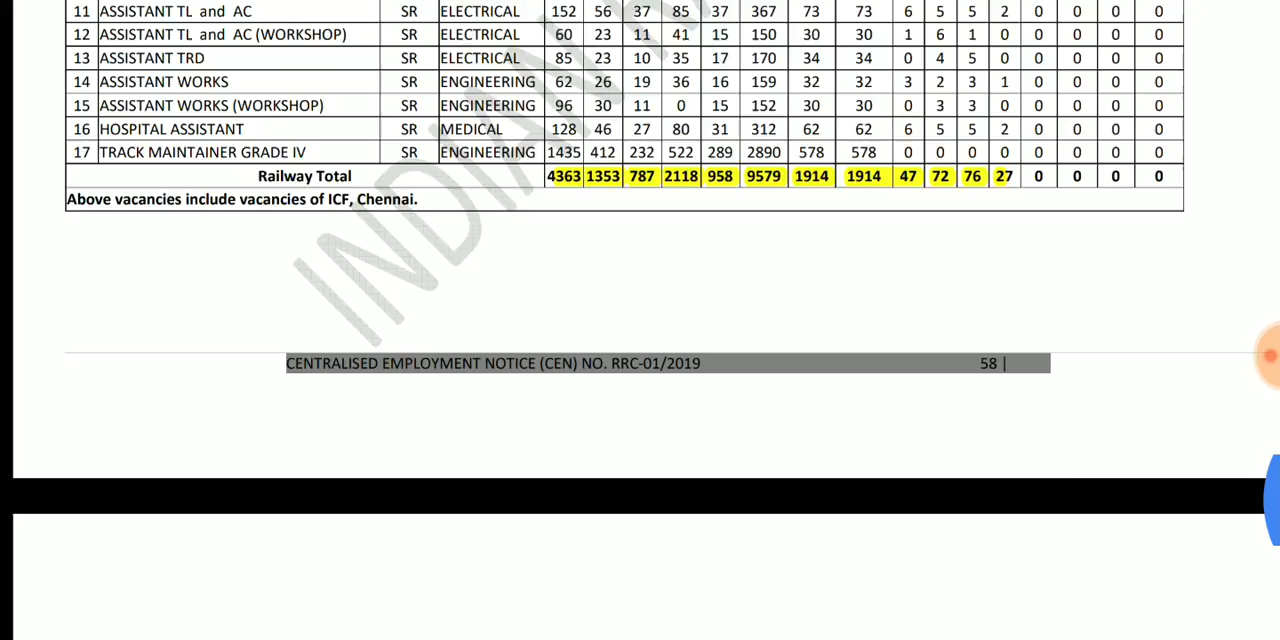 11 ASSISTANT TL and AC SR ELECTRICAL 152 56 37 85 37 367 73 73 6 5 5 2 0 0 0 0
12 ASSISTANT TL and AC (WORKSHOP) SR ELECTRICAL 60 23 11 41 15 150 30 30 1 6 1 0 0 0 0 0
13 ASSISTANT TRD SR ELECTRICAL 85 23 10 35 17 170 34 34 0 4 5 0 0 0 0 0
14 ASSISTANT WORKS SR ENGINEERING 62 26 19 36 16 159 32 32 3 2 3 1 0 0 0 0
15 ASSISTANT WORKS (WORKSHOP) SR ENGINEERING 96 30 11 0 15 152 30 30 0 3 3 0 0 0 0 0
16 HOSPITAL ASSISTANT SR MEDICAL 128 46 27 80 31 312 62 62 6 5 5 2 0 0 0 0
17 TRACK MAINTAINER GRADE IV SR ENGINEERING 1435 412 232 522 289 2890 578 578 0 0 0 0 0 0 0 0
Railway Total 4363 1353 787 2118 958 9579 1914 1914 47 72 76 27 0 0 0 0
Above vacancies include vacancies of ICF, Chennai.
INDIAN
CENTRALISED EMPLOYMENT NOTICE (CEN) NO. RRC-01/2019 58 |